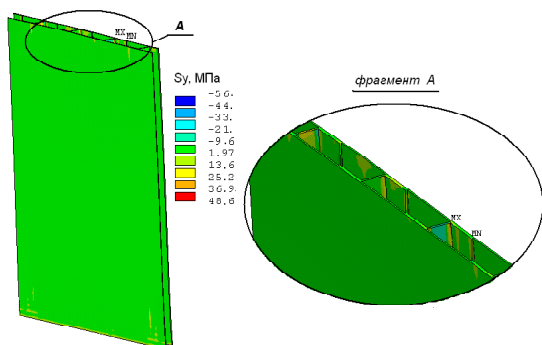 A
MX
MN
Sy, МПа
-56.
-44.
-33.
-21.
-9.6
1.97
13.6
25.2
36.9
48.6
фрагмент А
MX
MN